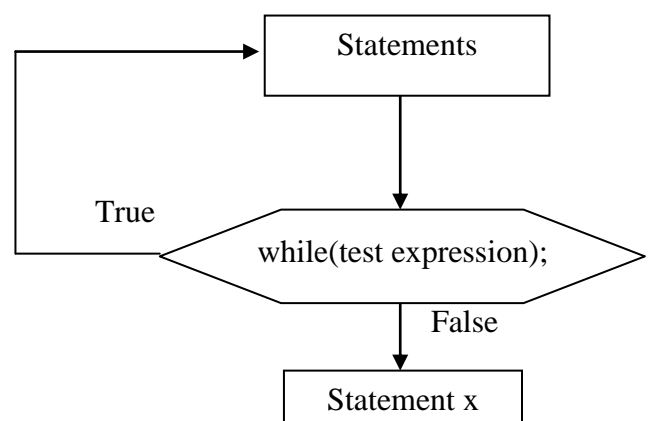 Statements
True
while(test expression);
False
Statement x